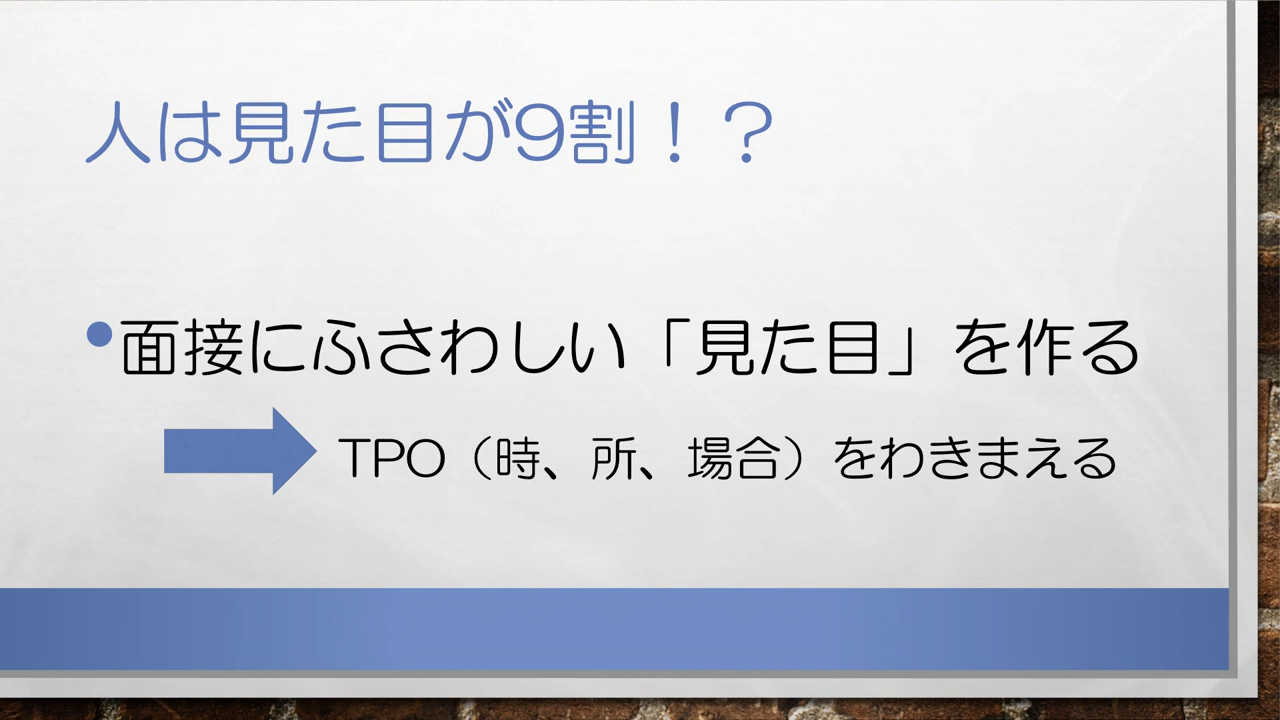 人は見た目が9割！？
•面接にふさわしい「見た目」を作る
TPO（時、所、場合）をわきまえる